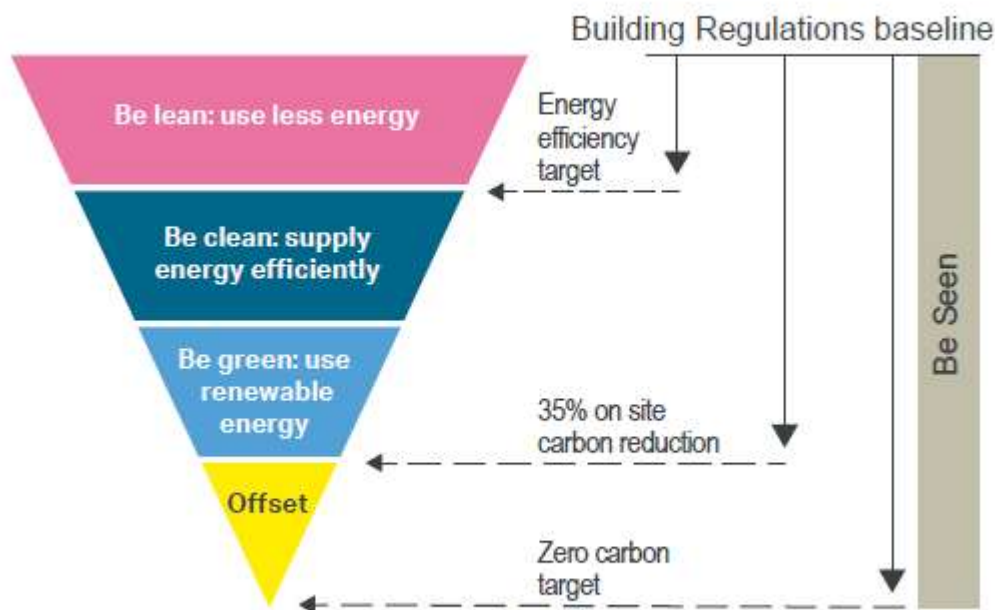 Building Regulations baseline
Be lean: use less energy
Energy
efficiency
target
Be clean: supply
energy efficiently
Be green: use
renewable
energy
35% on site
carbon reduction
Offset
Zero carbon
target
Be Seen